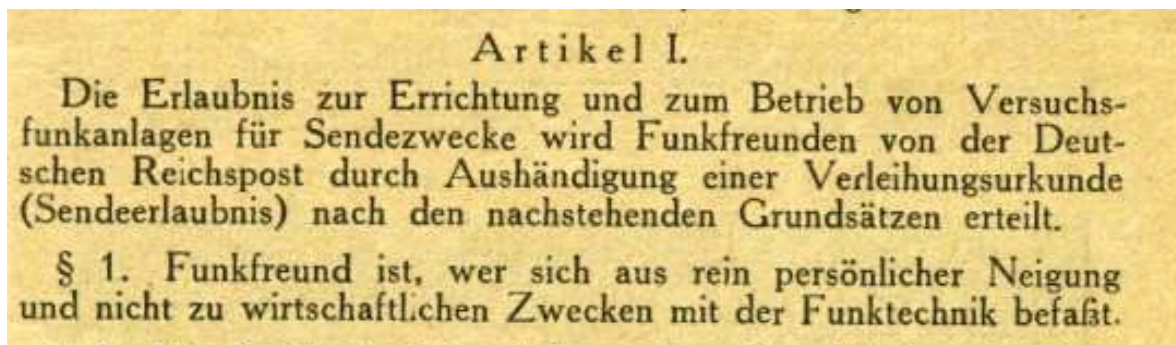 Artikel I.
Die Erlaubnis zur Errichtung und zum Betrieb von Versuchs-
funkanlagen für Sendezwecke wird Funkfreunden von der Deut-
schen Reichspost durch Aushändigung einer Verleihungsurkunde
(Sendeerlaubnis) nach den nachstehenden Grundsätzen erteilt.
§ 1. Funkfreund ist, wer sich aus rein persönlicher Neigung
und nicht zu wirtschaftlichen Zwecken mit der Funktechnik befaßt.